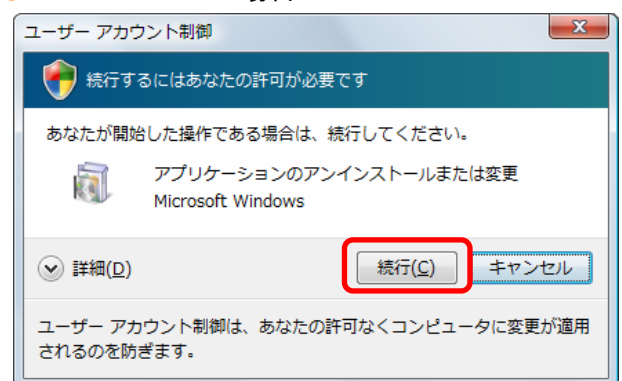 ユーザー アカウント制御
続行するにはあなたの許可が必要です
あなたが開始した操作である場合は、続行してください。
アプリケーションのアンインストールまたは変更
Microsoft Windows
詳細(D)
続行(C)
キャンセル
ユーザー アカウント制御は、あなたの許可なくコンピュータに変更が適用
されるのを防ぎます。